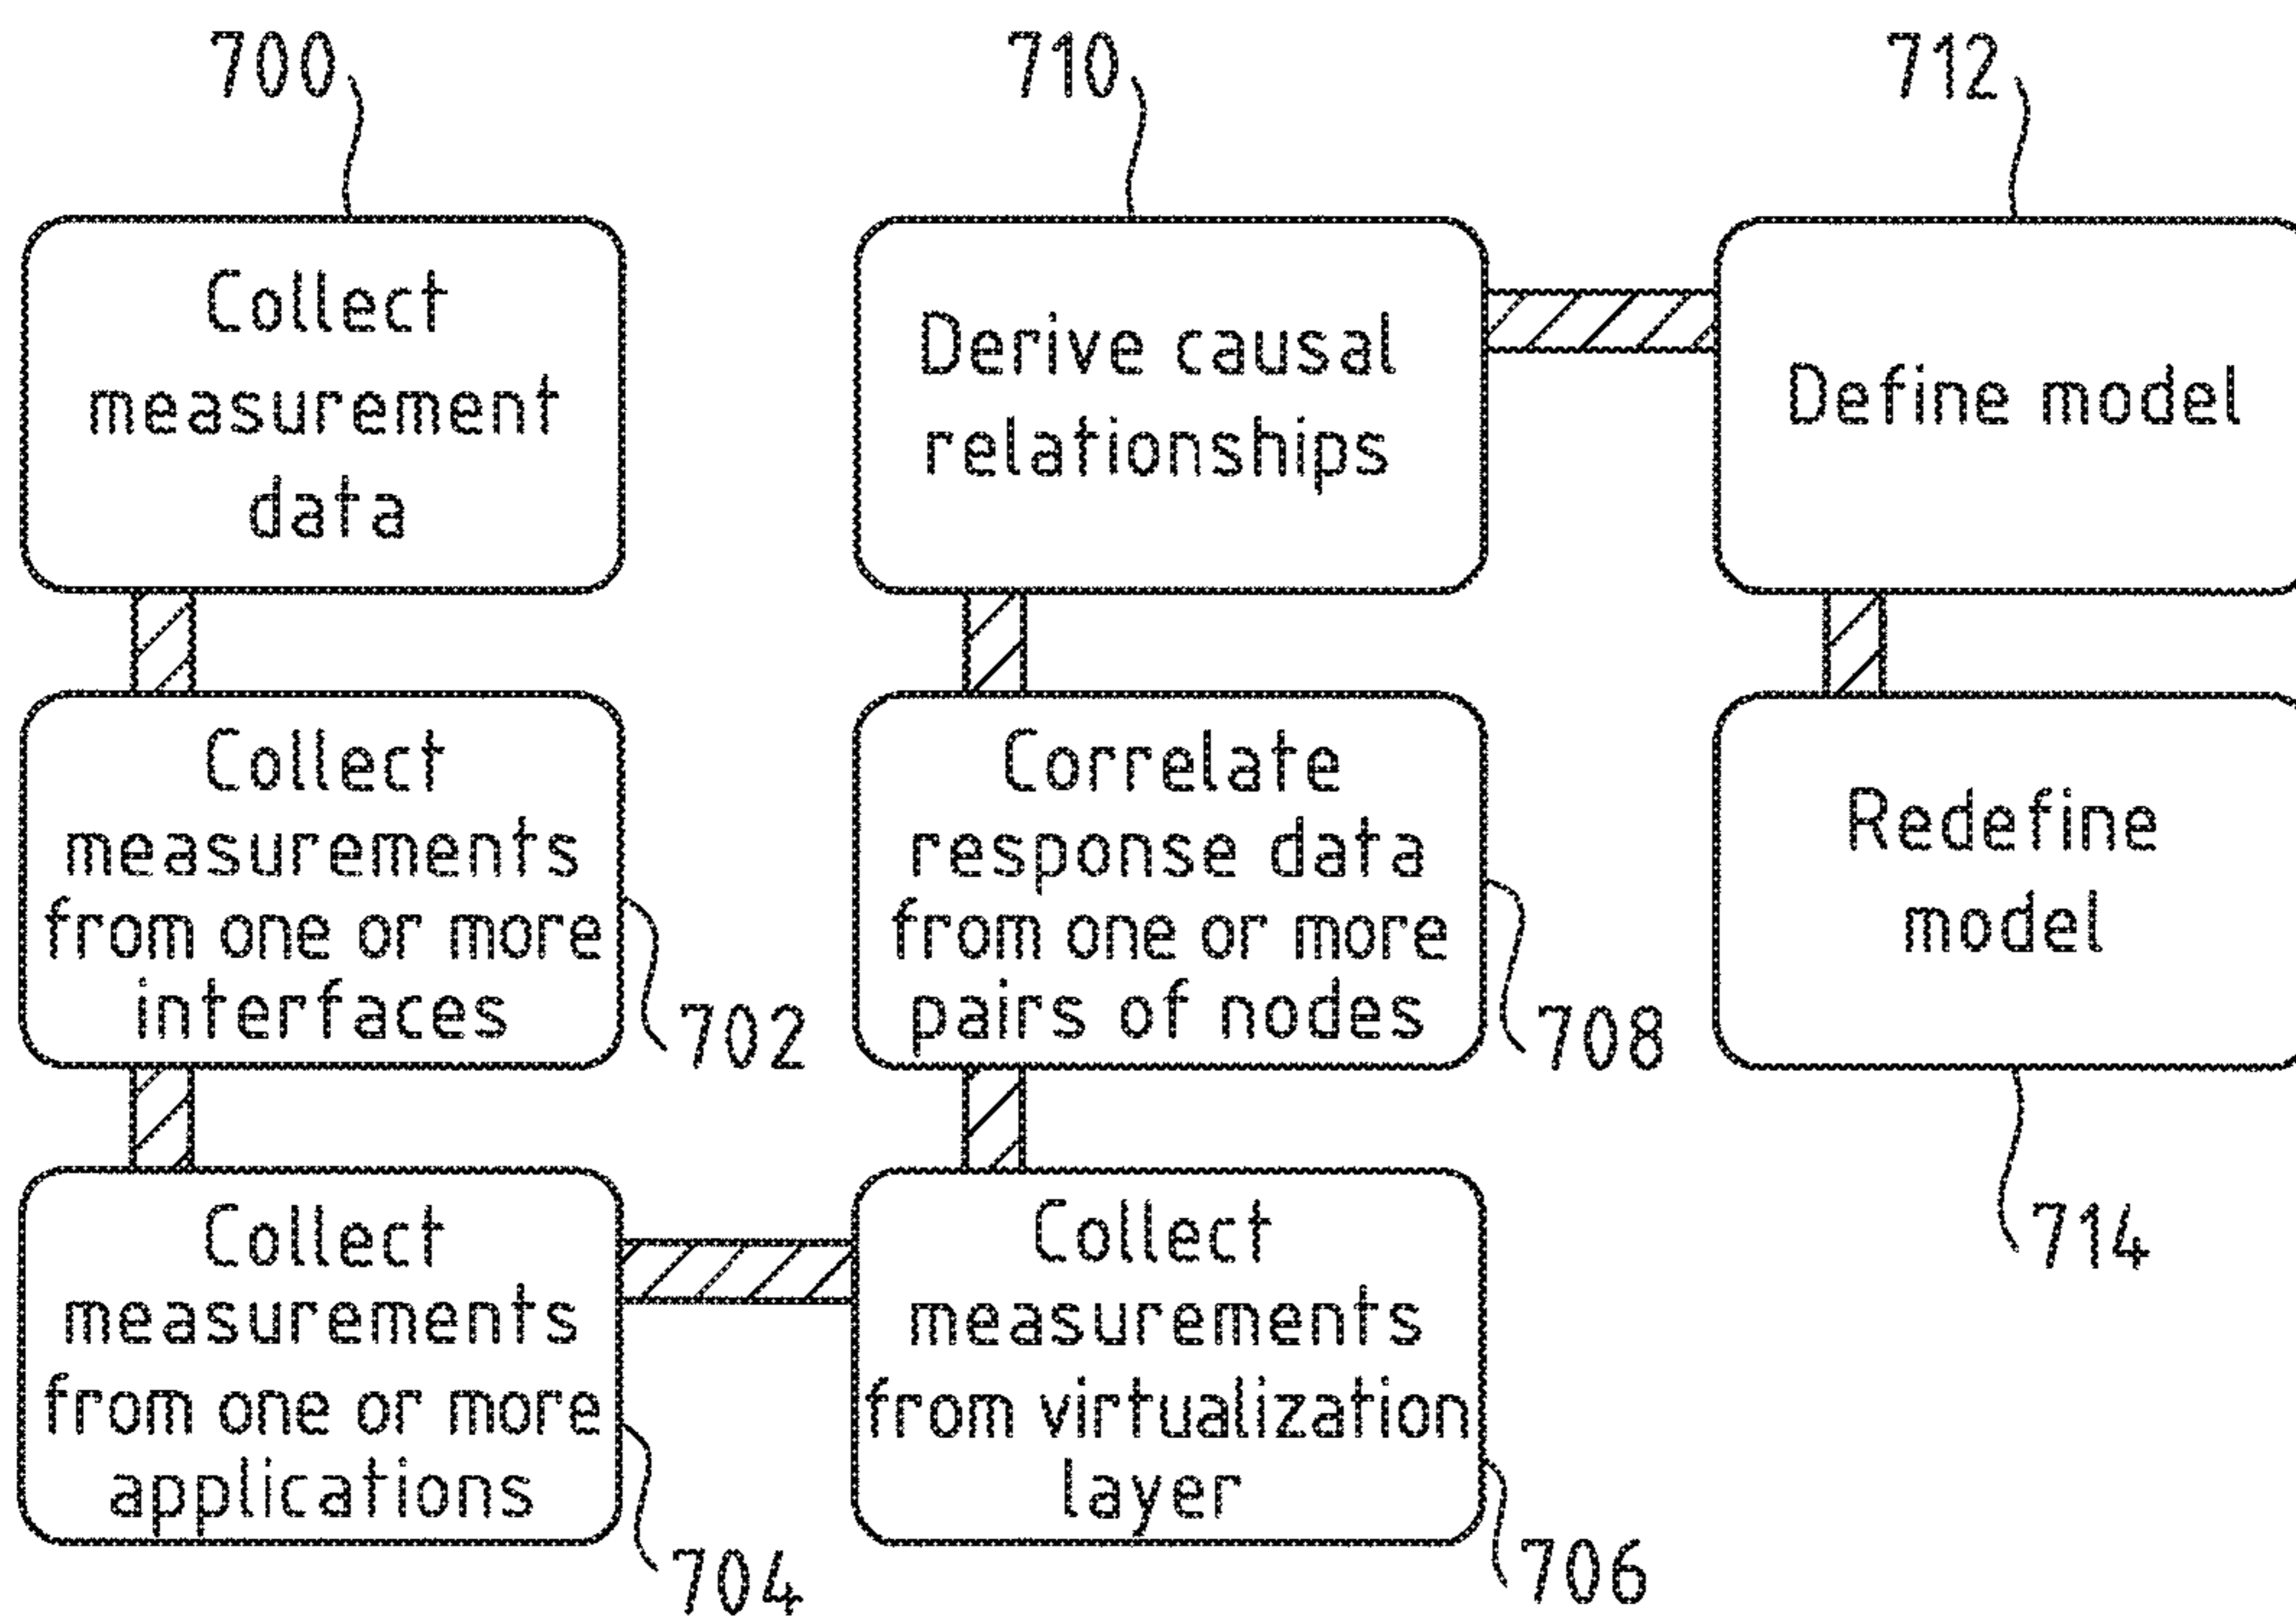 700
Collect
measurement
data
Collect
measurements
from one or more
interfaces
702
Collect
measurements
from one or more
applications
704
Collect
measurements
from virtualization
layer
706
Correlate
response data
from one or more
pairs of nodes
708
710
Derive causal
relationships
712
Define model
Redefine
model
714